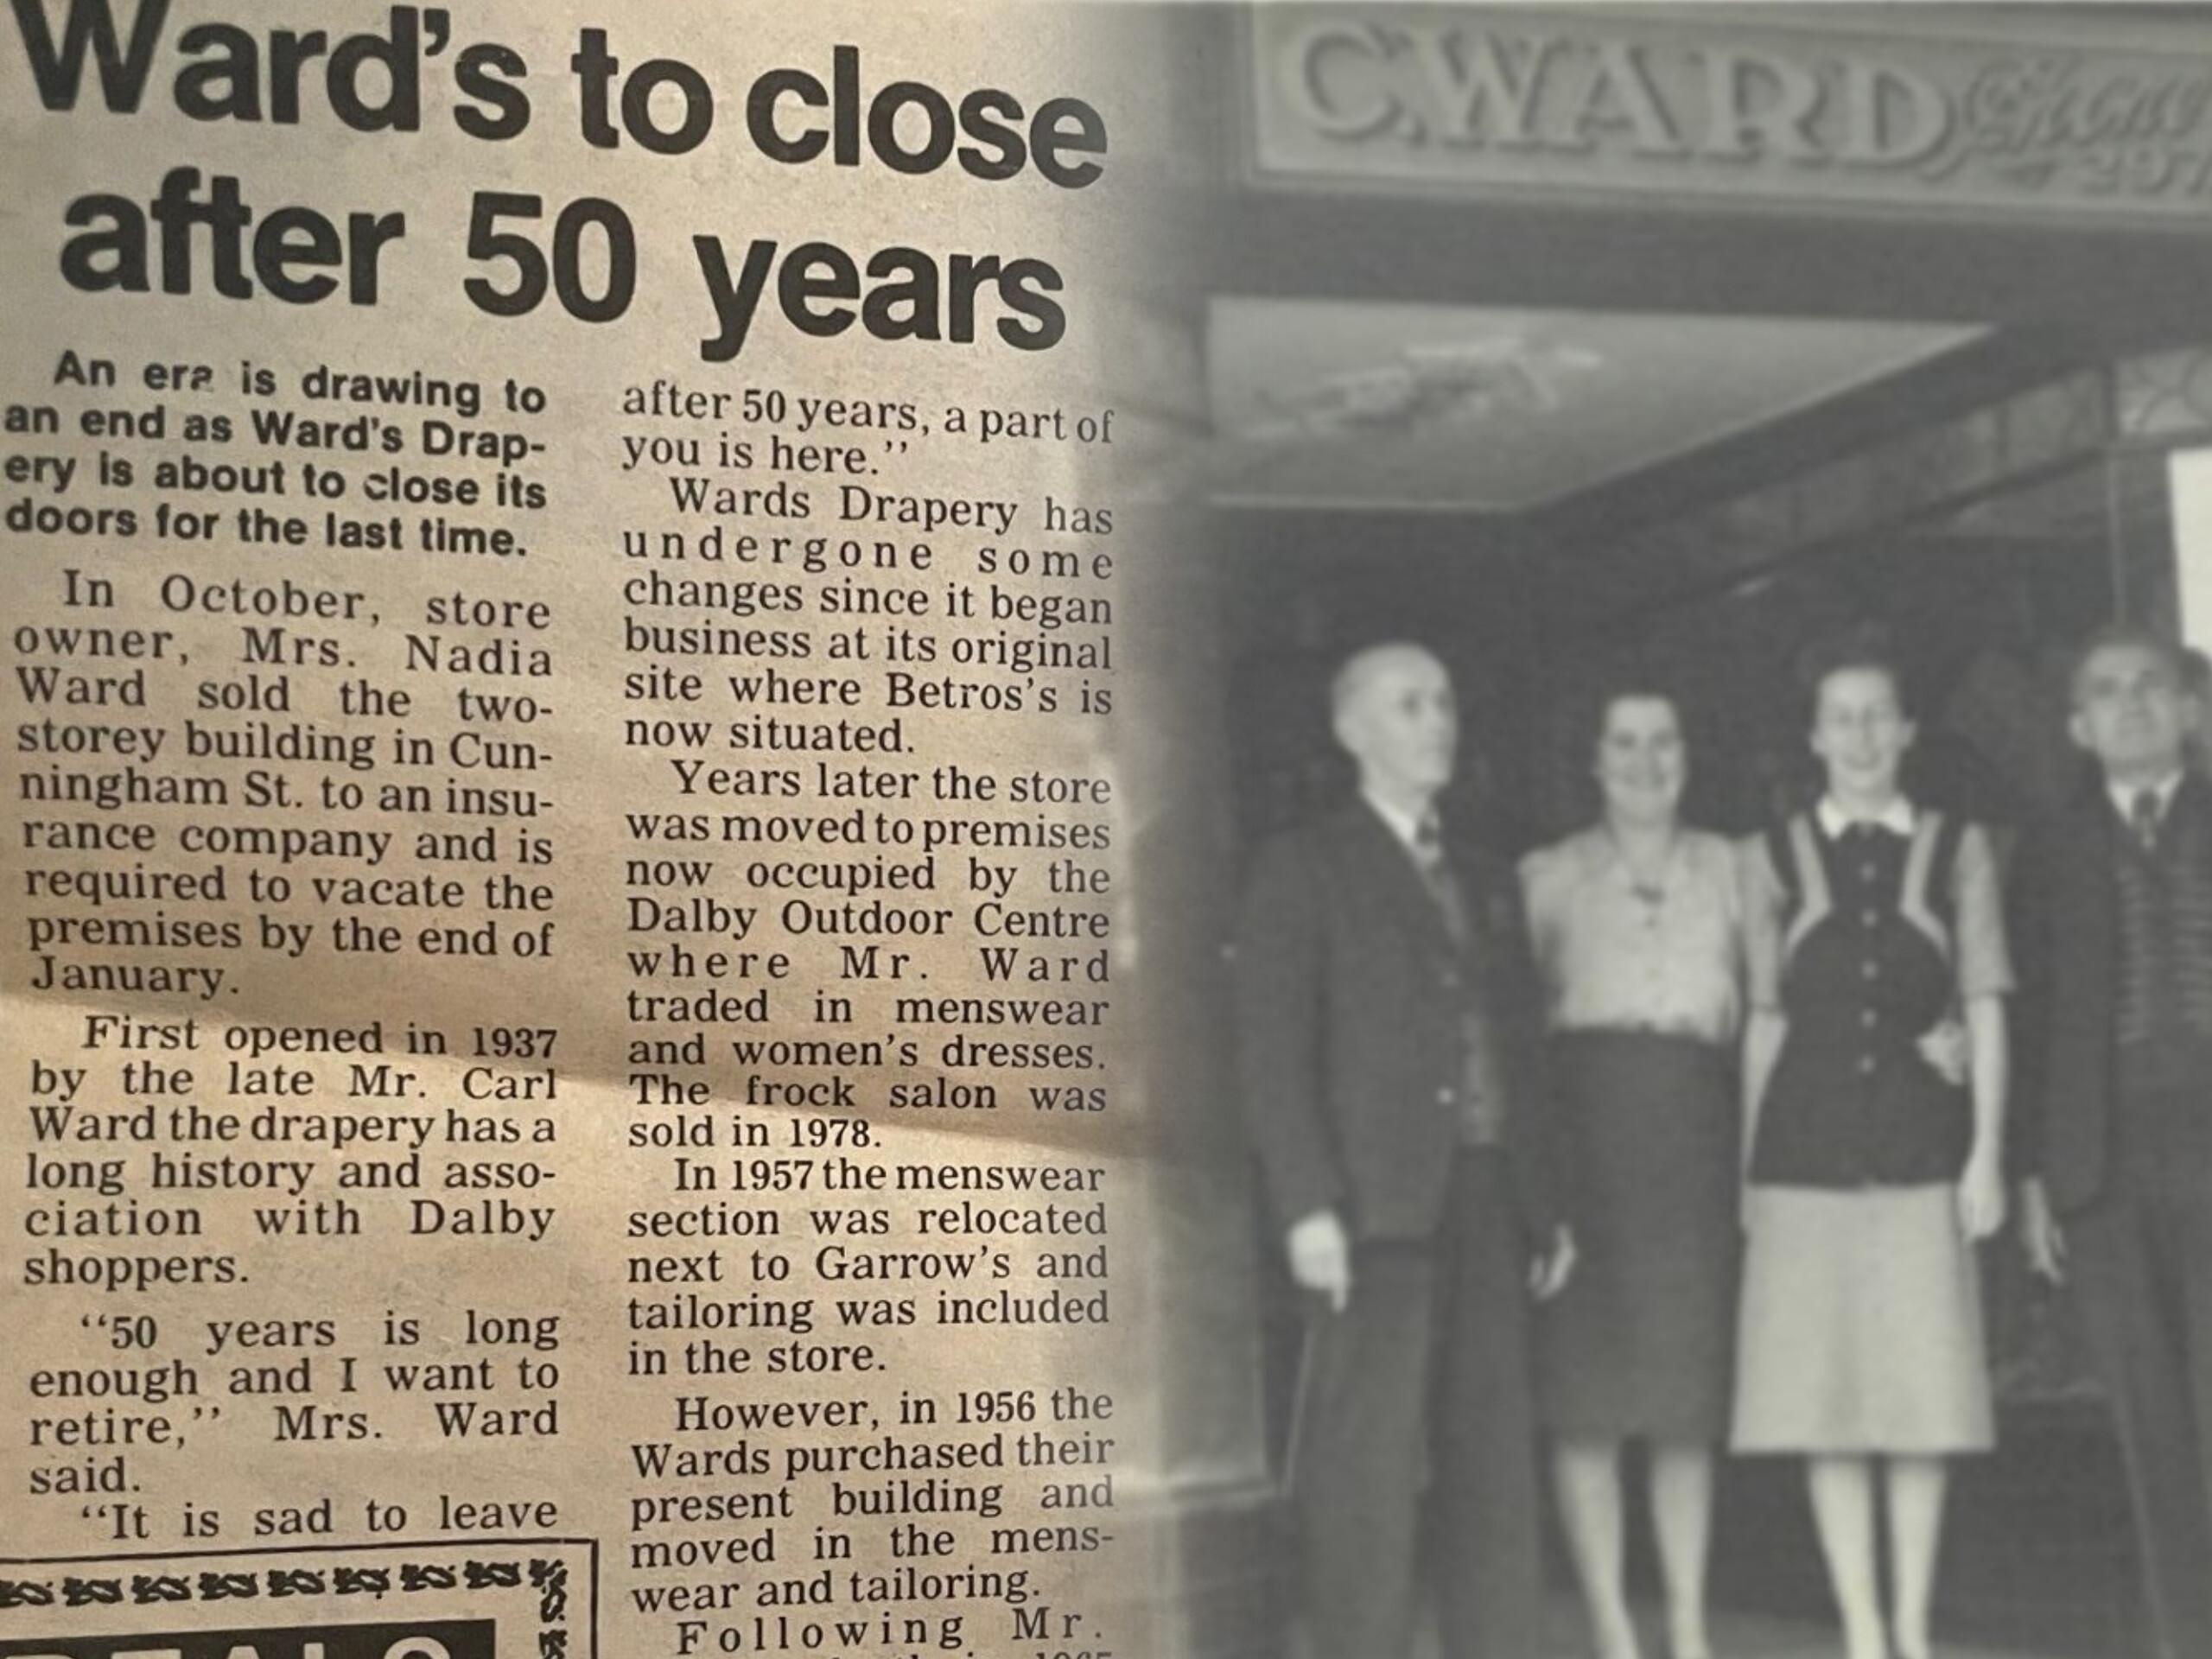 Ward's to close
after 50 years
An era is drawing to
an end as Ward's Drap-
ery is about to close its
doors for the last time.
In October, store
owner, Mrs. Nadia
Ward sold the two-
storey building in Cun-
ningham St. to an insu-
rance company and is
required to vacate the
premises by the end of
January.
First opened in 1937
by the late Mr. Carl
Ward the drapery has a
long history and asso-
ciation with Dalby
shoppers.
"50 years is long
enough and I want to
retire," Mrs. Ward
said.
"It is sad to leave
after 50 years, a part of
you is here."
Wards Drapery has
undergone some
changes since it began
business at its original
site where Betros's is
now situated.
Years later the store
was moved to premises
now occupied by the
Dalby Outdoor Centre
where Mr. Ward
traded in menswear
and women's dresses.
The frock salon was
sold in 1978.
In 1957 the menswear
section was relocated
next to Garrow's and
tailoring was included
in the store.
However, in 1956 the
Wards purchased their
present building and
moved in the mens-
wear and tailoring.
Following Mr.
C. WARD
297